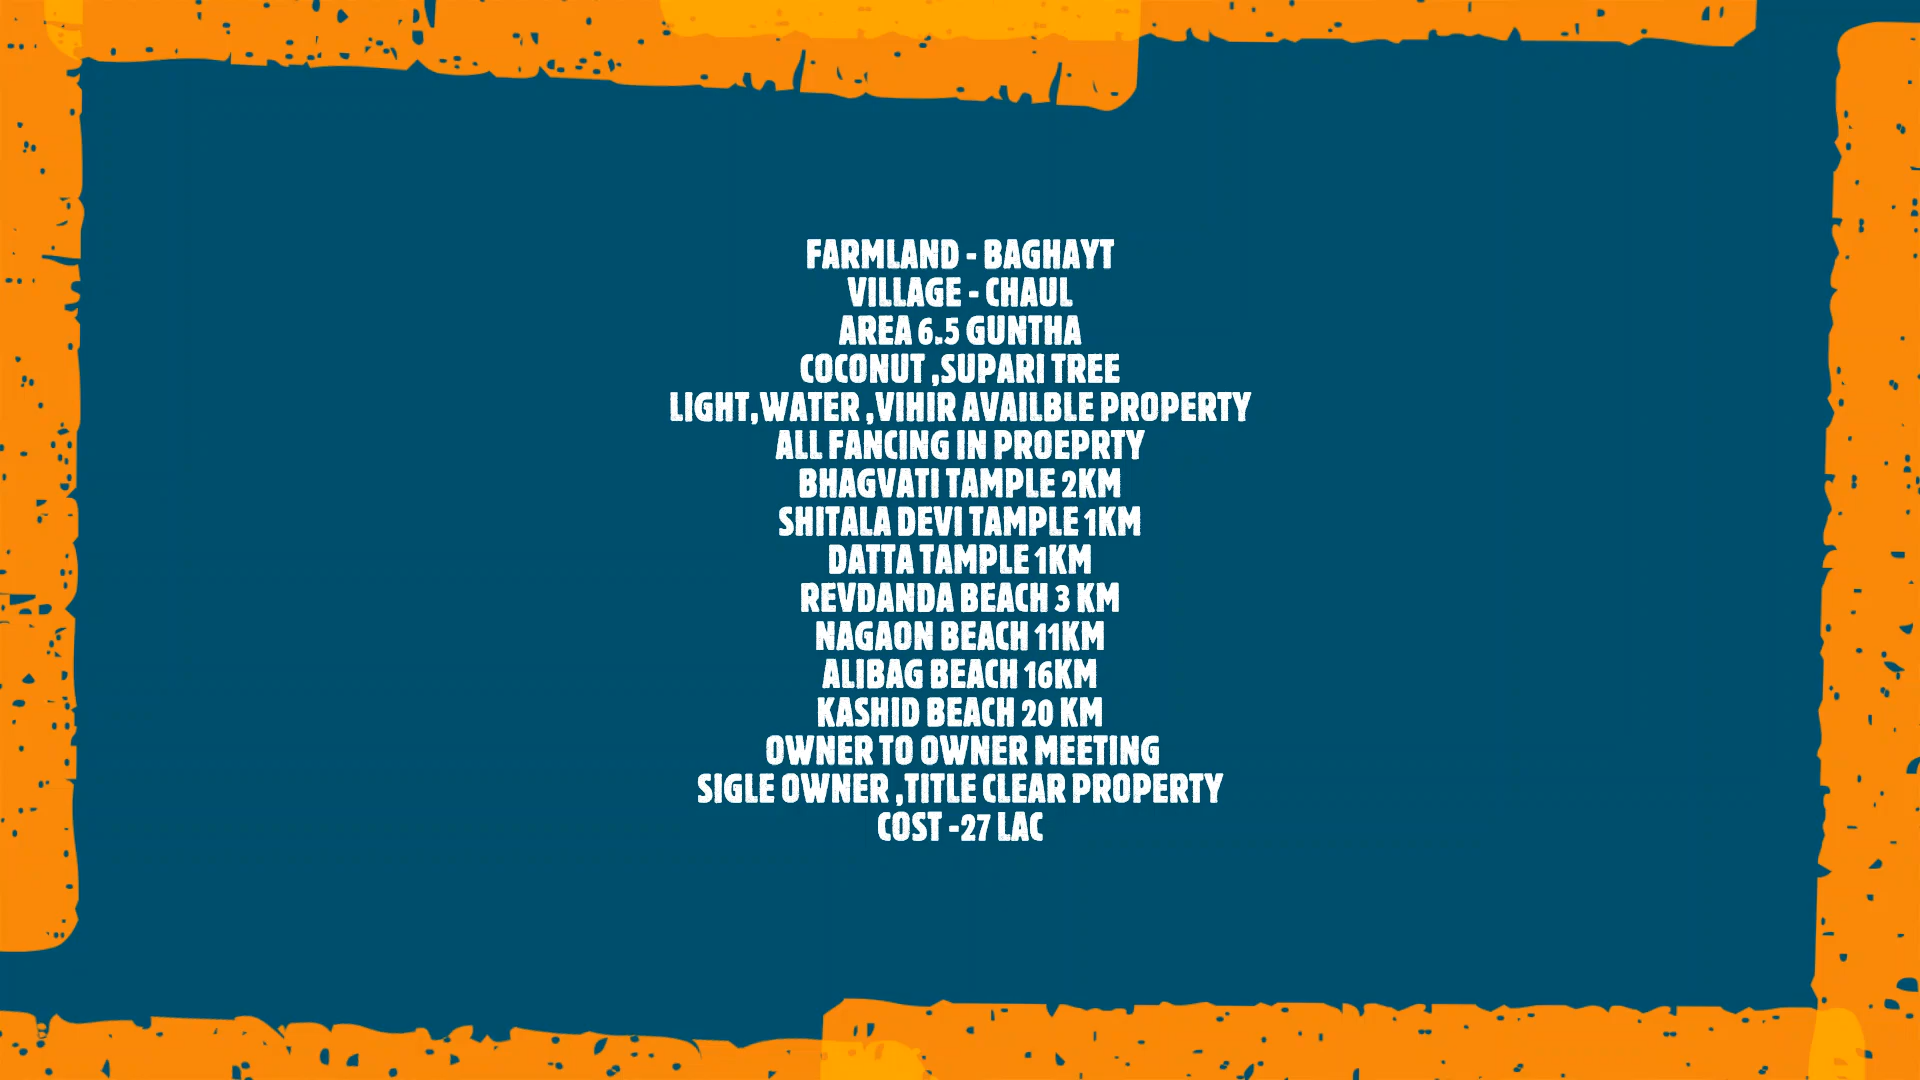 FARMLAND - BAGHAYT
VILLAGE - CHAUL
AREA 6.5 GUNTHA
COCONUT ,SUPARI TREE
LIGHT,WATER ,VIHIR AVAILBLE PROPERTY
ALL FANCING IN PROEPRTY
BHAGVATI TAMPLE 2KM
SHITALA DEVI TAMPLE 1KM
DATTA TAMPLE 1KM
REVDANDA BEACH 3 KM
NAGAON BEACH 11KM
ALIBAG BEACH 16KM
KASHID BEACH 20 KM
OWNER TO OWNER MEETING
SIGLE OWNER ,TITLE CLEAR PROPERTY
COST -27 LAC